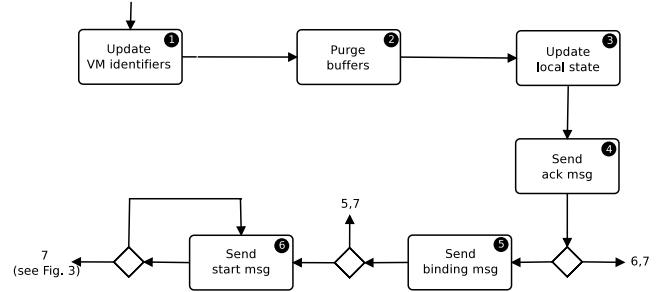 1
Update
VM identifiers
2
Purge
buffers
3
Update
local state
4
Send
ack msg
5,7
7
(see Fig. 3)
6
Send
start msg
5
Send
binding msg
6,7